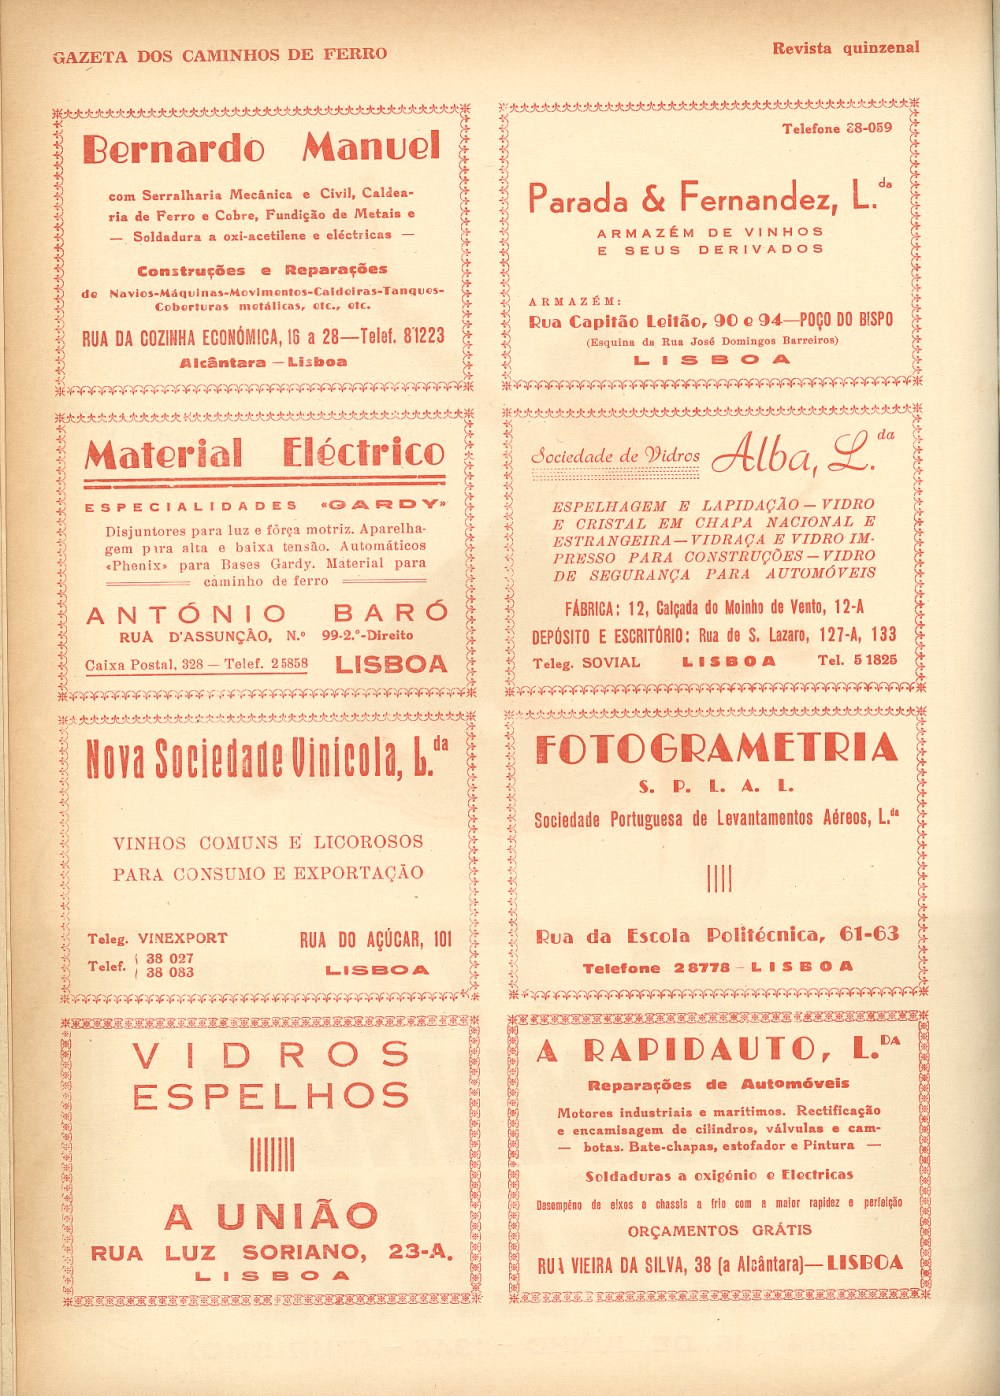 GAZETA DOS CAMINHOS DE FERRO
Revista quinzenal
Bernardo Manuel
com Serralharia Mecânica e Civil, Caldea-
ria de Ferro e Cobre, Fundição de Metais e
— Soldadura a oxi-acetilene e eléctricas —
Construções e Reparações
de Navios-Máquinas-Movimentos-Caldeiras-Tanques-
Coberturas metálicas, etc., etc.
RUA DA COZINHA ECONÓMICA, 16 a 28—Telef. 81223
Alcântara — Lisboa
Telefone 38-059
Parada & Fernandez, L.da
ARMAZÉM DE VINHOS
E SEUS DERIVADOS
ARMAZÉM:
Rua Capitão Leitão, 90 e 94—POÇO DO BISPO
(Esquina da Rua José Domingos Barreiros)
LISBOA
Material Eléctrico
ESPECIALIDADES «GARDY»
Disjuntores para luz e fôrça motriz. Aparelha-
gem para alta e baixa tensão. Automáticos
«Phenix» para Bases Gardy. Material para
caminho de ferro
ANTÓNIO BARÓ
RUA D'ASSUNÇÃO, N.º 99-2.º-Direito
Caixa Postal, 328 — Telef. 25858 LISBOA
Sociedade de Vidros Alba, L.da
ESPELHAGEM E LAPIDAÇÃO — VIDRO
E CRISTAL EM CHAPA NACIONAL E
ESTRANGEIRA — VIDRAÇA E VIDRO IM-
PRESSO PARA CONSTRUÇÕES — VIDRO
DE SEGURANÇA PARA AUTOMÓVEIS
FÁBRICA: 12, Calçada do Moinho de Vento, 12-A
DEPÓSITO E ESCRITÓRIO: Rua de S. Lazaro, 127-A, 133
Teleg. SOVIAL LISBOA Tel. 51825
Nova Sociedade Vinícola, L.da
VINHOS COMUNS E LICOROSOS
PARA CONSUMO E EXPORTAÇÃO
Teleg. VINEXPORT
Telef. { 38 027
38 083
RUA DO AÇÚCAR, 101
LISBOA
FOTOGRAMETRIA
S. P. L. A. L.
Sociedade Portuguesa de Levantamentos Aéreos, L.da
Rua da Escola Politécnica, 61-63
Telefone 28778 — LISBOA
VIDROS
ESPELHOS
A UNIÃO
RUA LUZ SORIANO, 23-A.
LISBOA
A RAPIDAUTO, L.DA
Reparações de Automóveis
Motores industriais e marítimos. Rectificação
e encamisagem de cilindros, válvulas e cam-
— botas. Bate-chapas, estofador e Pintura —
Soldaduras a oxigénio e Electricas
Desempêno de eixos e chassis a frio com a maior rapidez e perfeição
ORÇAMENTOS GRÁTIS
RUA VIEIRA DA SILVA, 38 (a Alcântara)—LISBOA